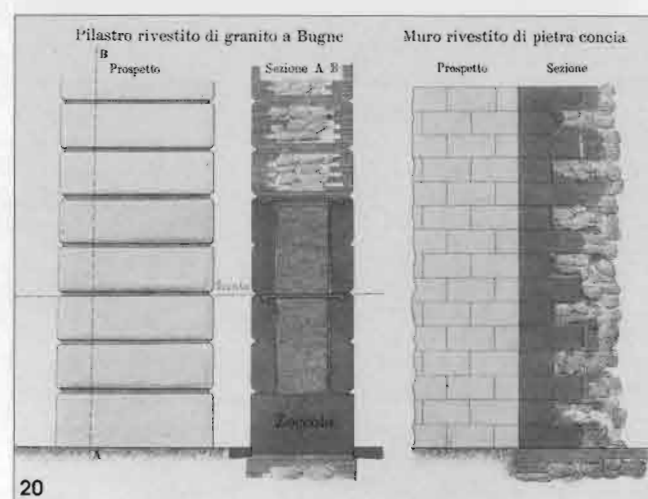 Pilastro rivestito di granito a Bugne
B
Prospetto
Sezione A B
Zoccolo
A
Muro rivestito di pietra concia
Prospetto
Sezione
20